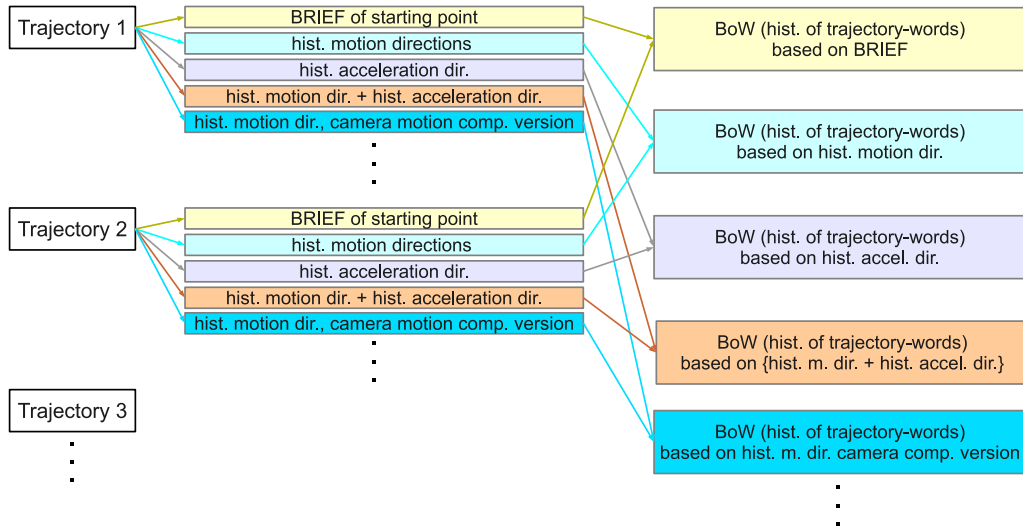 Trajectory 1
BRIEF of starting point
hist. motion directions
hist. acceleration dir.
hist. motion dir. + hist. acceleration dir.
hist. motion dir., camera motion comp. version
Trajectory 2
BRIEF of starting point
hist. motion directions
hist. acceleration dir.
hist. motion dir. + hist. acceleration dir.
hist. motion dir., camera motion comp. version
Trajectory 3
BoW (hist. of trajectory-words)
based on BRIEF
BoW (hist. of trajectory-words)
based on hist. motion dir.
BoW (hist. of trajectory-words)
based on hist. accel. dir.
BoW (hist. of trajectory-words)
based on {hist. m. dir. + hist. accel. dir.}
BoW (hist. of trajectory-words)
based on hist. m. dir. camera comp. version